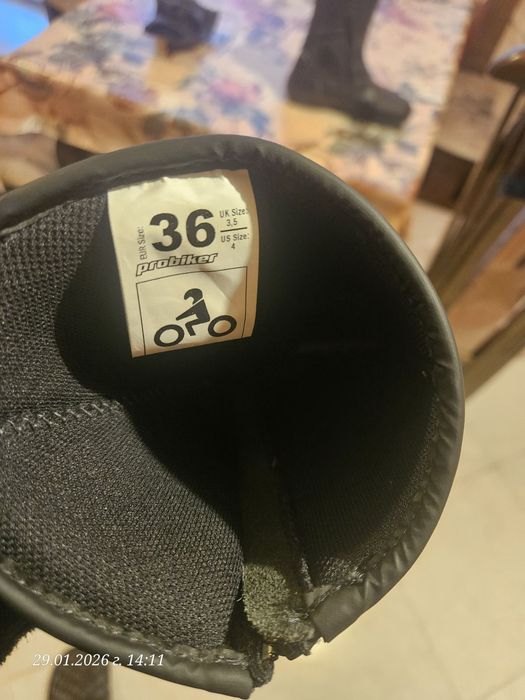 EUR Size:
36
UK Size:
3,5
US Size:
4
probiker
29.01.2026 г. 14:11